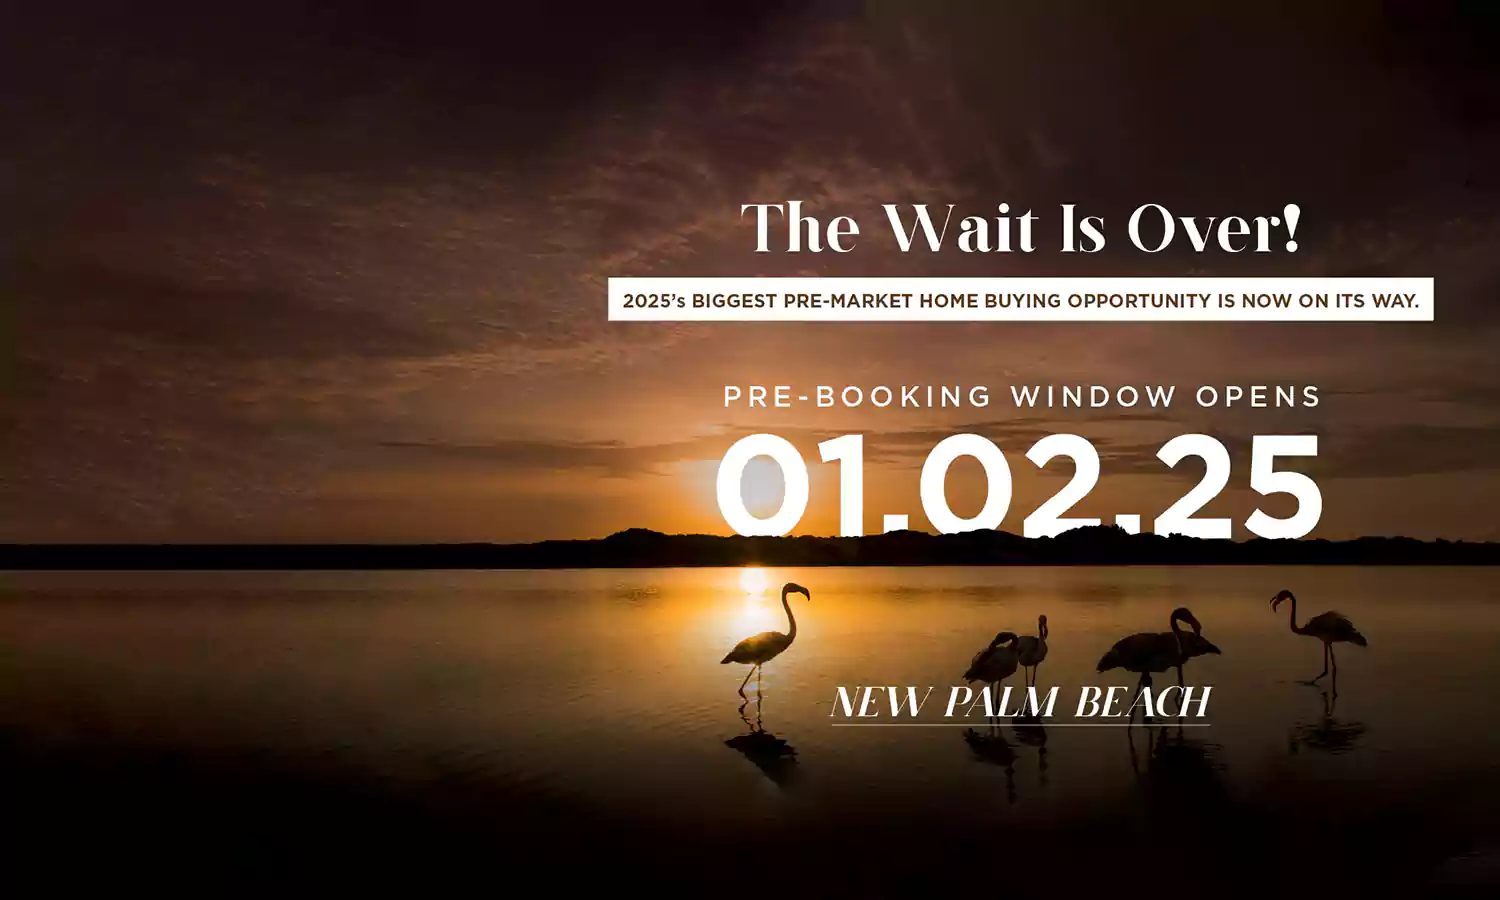 The Wait Is Over!
2025's BIGGEST PRE-MARKET HOME BUYING OPPORTUNITY IS NOW ON ITS WAY.
PRE-BOOKING WINDOW OPENS
01.02.25
NEW PALM BEACH